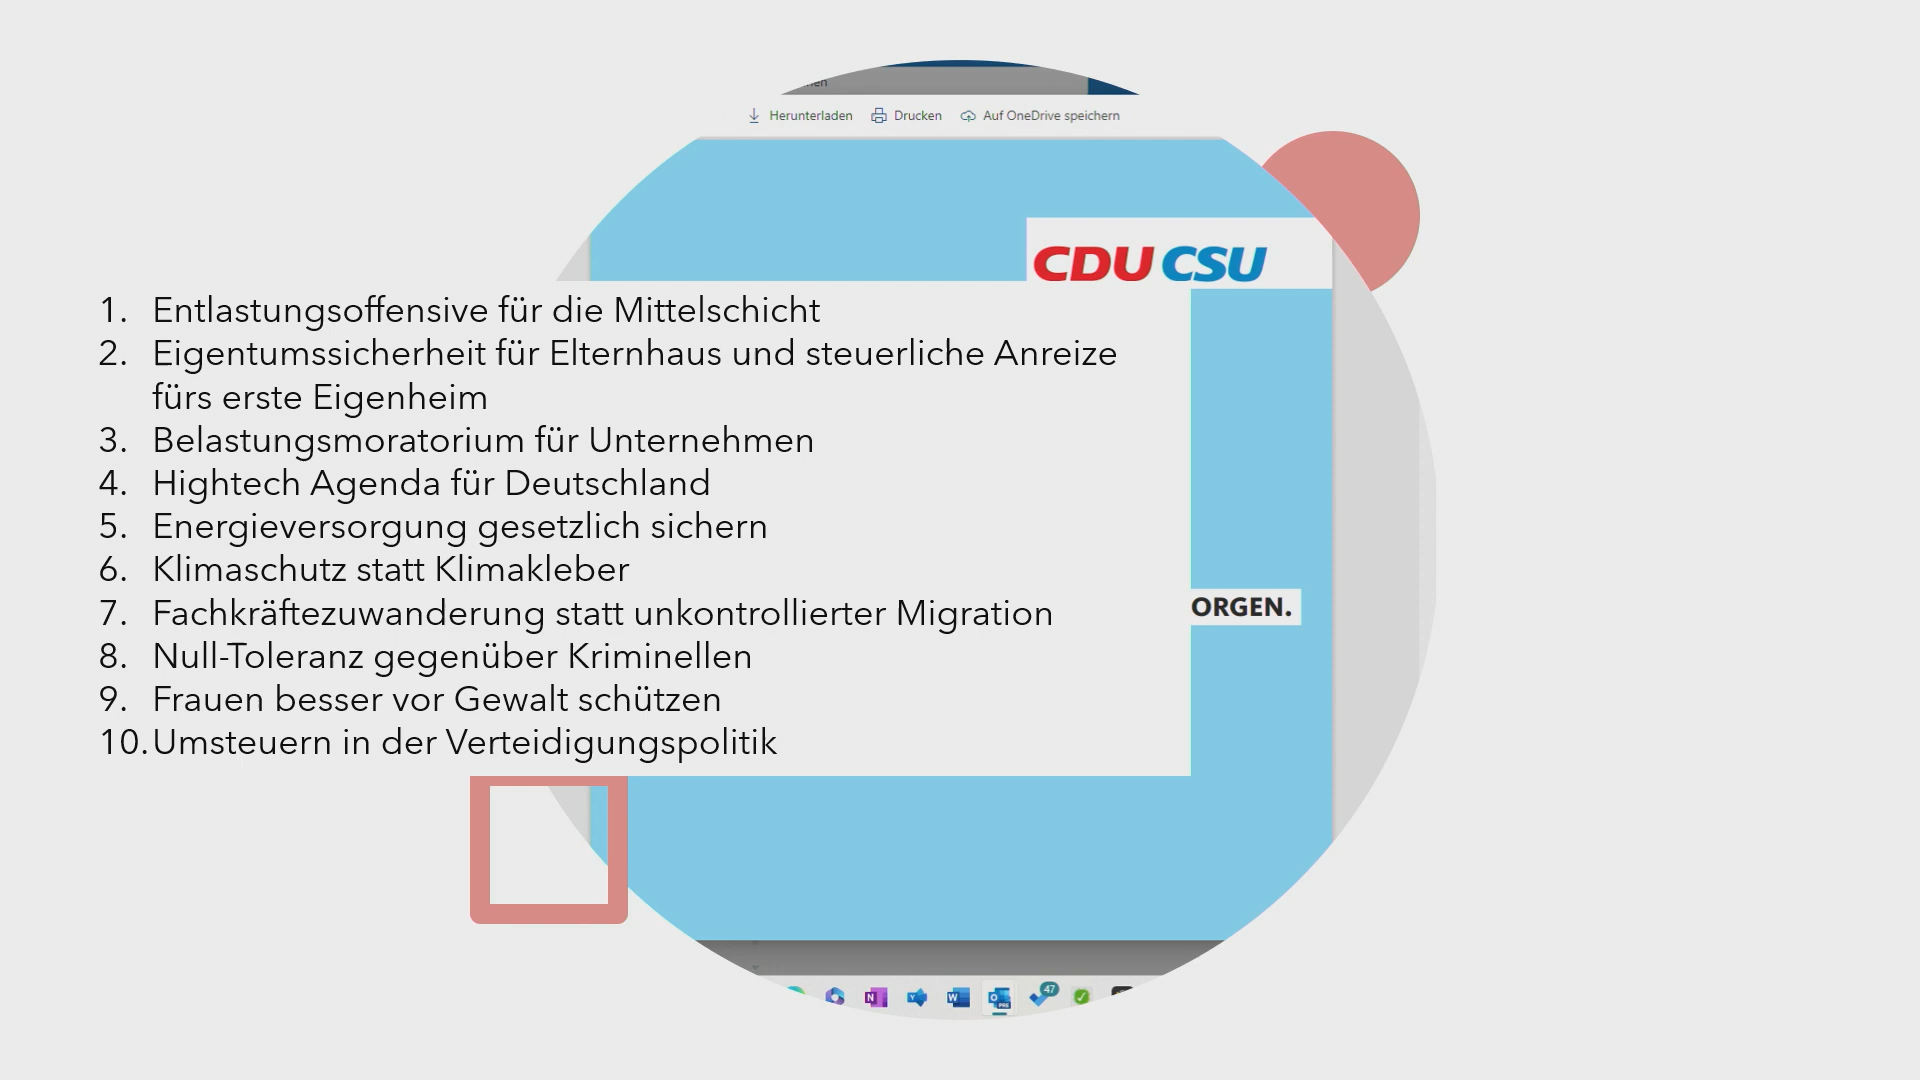 Herunterladen Drucken Auf OneDrive speichern
CDU CSU
1. Entlastungsoffensive für die Mittelschicht
2. Eigentumssicherheit für Elternhaus und steuerliche Anreize
fürs erste Eigenheim
3. Belastungsmoratorium für Unternehmen
4. Hightech Agenda für Deutschland
5. Energieversorgung gesetzlich sichern
6. Klimaschutz statt Klimakleber
ORGEN.
7. Fachkräftezuwanderung statt unkontrollierter Migration
8. Null-Toleranz gegenüber Kriminellen
9. Frauen besser vor Gewalt schützen
10. Umsteuern in der Verteidigungspolitik
47